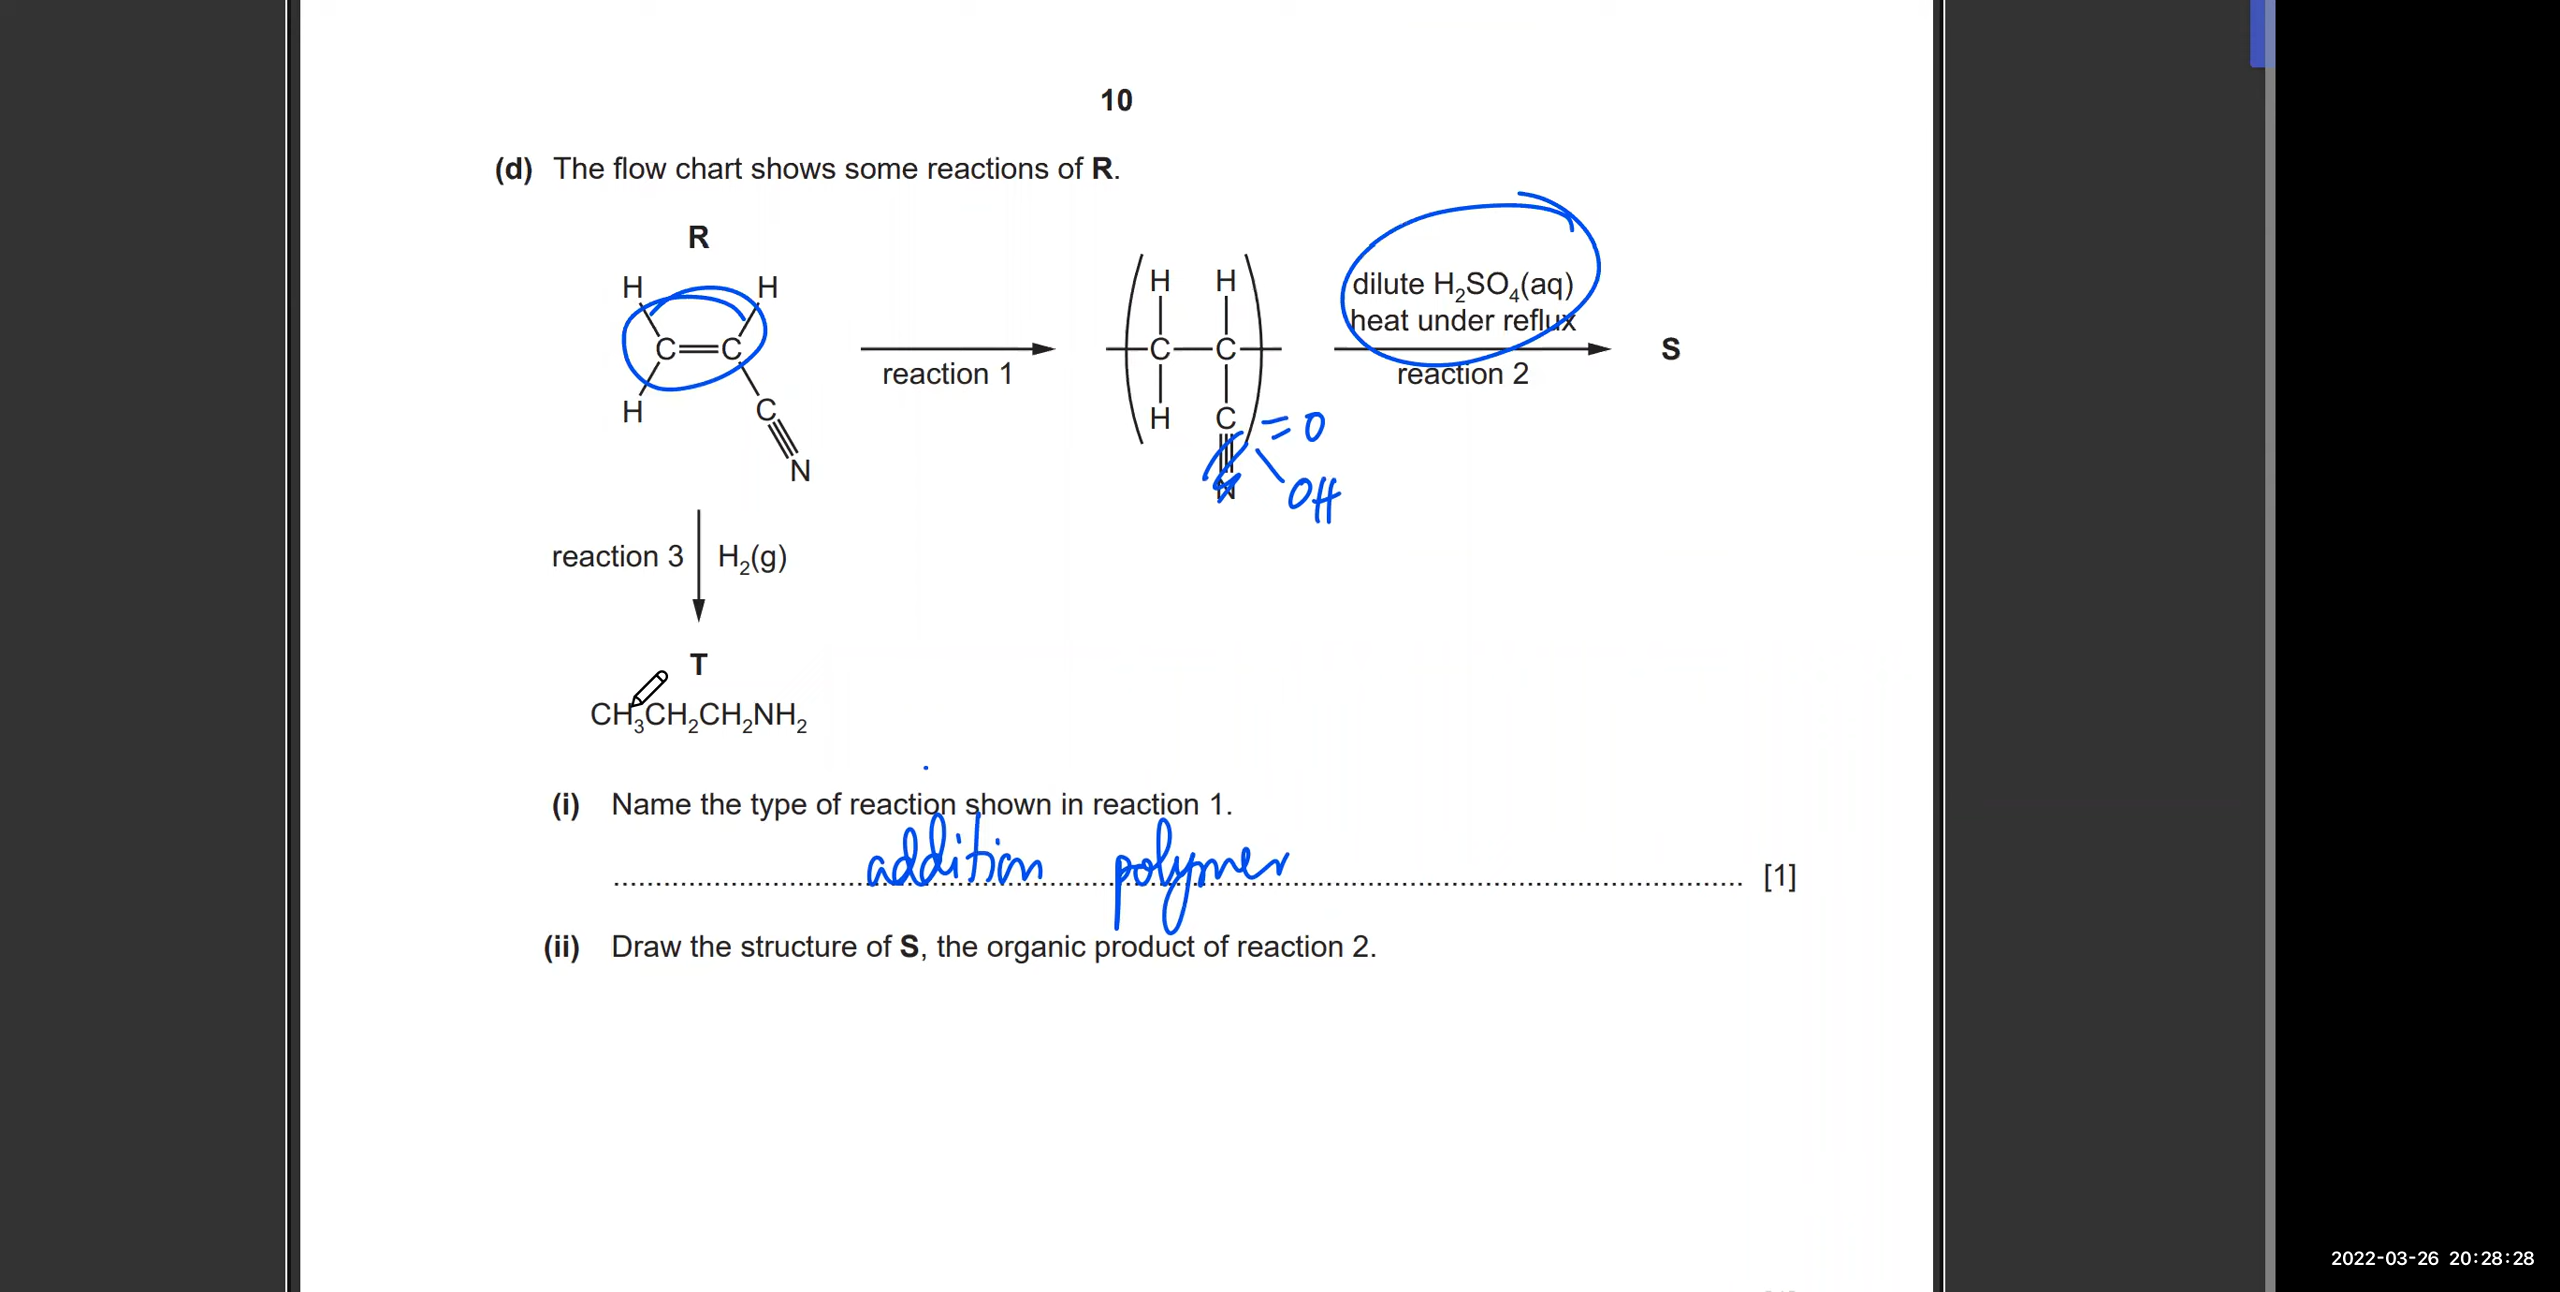 10
(d) The flow chart shows some reactions of R.
R
H H
C C
H
C
N
reaction 1
H H
C C
H C
N
= O
OH
dilute H2SO4(aq)
heat under reflux
reaction 2
S
reaction 3 H2(g)
T
CH3CH2CH2NH2
(i) Name the type of reaction shown in reaction 1.
addition polymer
[1]
(ii) Draw the structure of S, the organic product of reaction 2.
2022-03-26 20:28:28